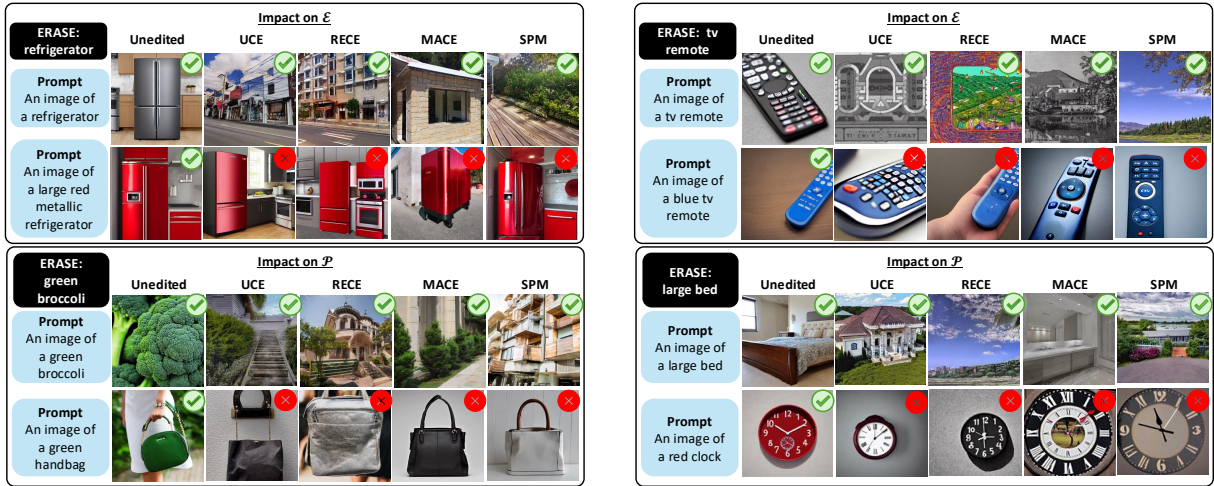 Impact on ℰ
ERASE:
refrigerator
Unedited UCE RECE MACE SPM
Prompt
An image of
a refrigerator
Prompt
An image of
a large red
metallic
refrigerator
Impact on ℰ
ERASE: tv
remote
Unedited UCE RECE MACE SPM
Prompt
An image of
a tv remote
Prompt
An image of
a blue tv
remote
Impact on 𝒫
ERASE:
green
broccoli
Unedited UCE RECE MACE SPM
Prompt
An image of
a green
broccoli
Prompt
An image of
a green
handbag
Impact on 𝒫
ERASE:
large bed
Unedited UCE RECE MACE SPM
Prompt
An image of
a large bed
Prompt
An image of
a red clock